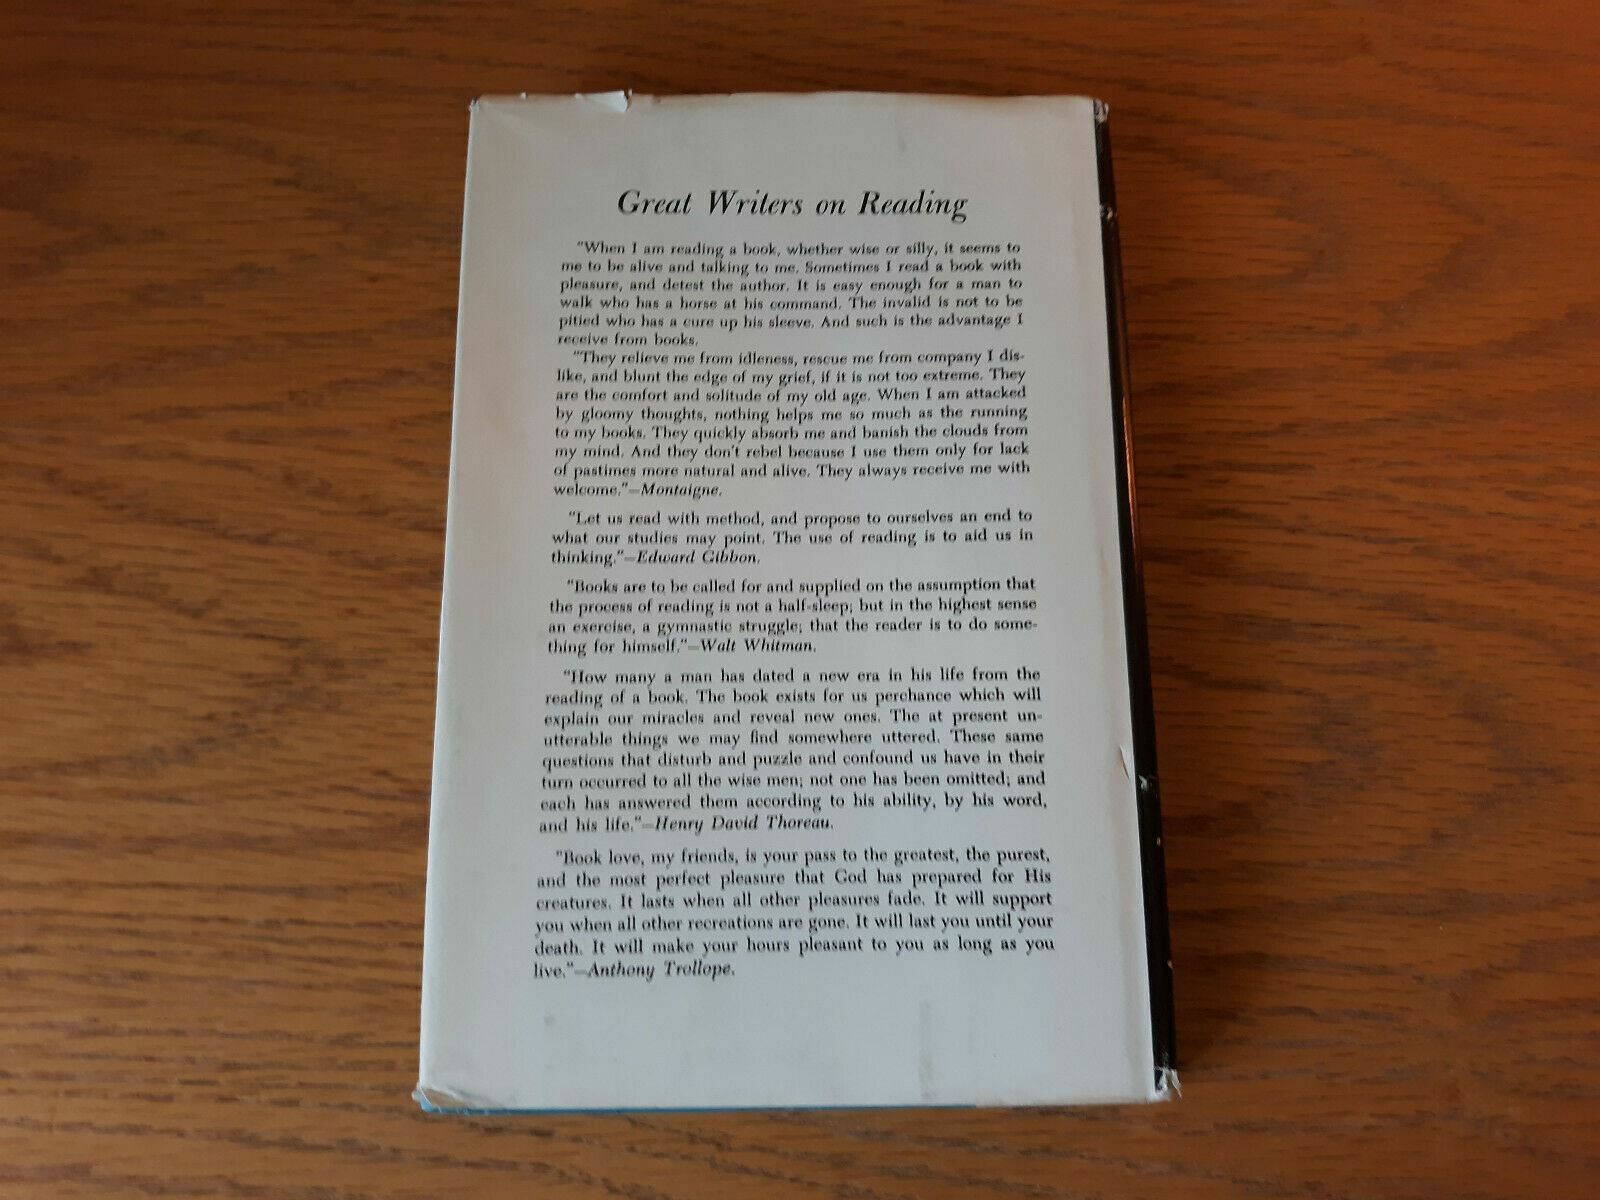 Great Writers on Reading
"When I am reading a book, whether wise or silly, it seems to
me to be alive and talking to me. Sometimes I read a book with
pleasure, and detest the author. It is easy enough for a man to
walk who has a horse at his command. The invalid is not to be
pitied who has a cure up his sleeve. And such is the advantage I
receive from books.
"They relieve me from idleness, rescue me from company I dis-
like, and blunt the edge of my grief, if it is not too extreme. They
are the comfort and solitude of my old age. When I am attacked
by gloomy thoughts, nothing helps me so much as the running
to my books. They quickly absorb me and banish the clouds from
my mind. And they don't rebel because I use them only for lack
of pastimes more natural and alive. They always receive me with
welcome."—Montaigne.
"Let us read with method, and propose to ourselves an end to
what our studies may point. The use of reading is to aid us in
thinking."—Edward Gibbon.
"Books are to be called for and supplied on the assumption that
the process of reading is not a half-sleep; but in the highest sense
an exercise, a gymnastic struggle; that the reader is to do some-
thing for himself."—Walt Whitman.
"How many a man has dated a new era in his life from the
reading of a book. The book exists for us perchance which will
explain our miracles and reveal new ones. The at present un-
utterable things we may find somewhere uttered. These same
questions that disturb and puzzle and confound us have in their
turn occurred to all the wise men; not one has been omitted; and
each has answered them according to his ability, by his word,
and his life."—Henry David Thoreau.
"Book love, my friends, is your pass to the greatest, the purest,
and the most perfect pleasure that God has prepared for His
creatures. It lasts when all other pleasures fade. It will support
you when all other recreations are gone. It will last you until your
death. It will make your hours pleasant to you as long as you
live."—Anthony Trollope.